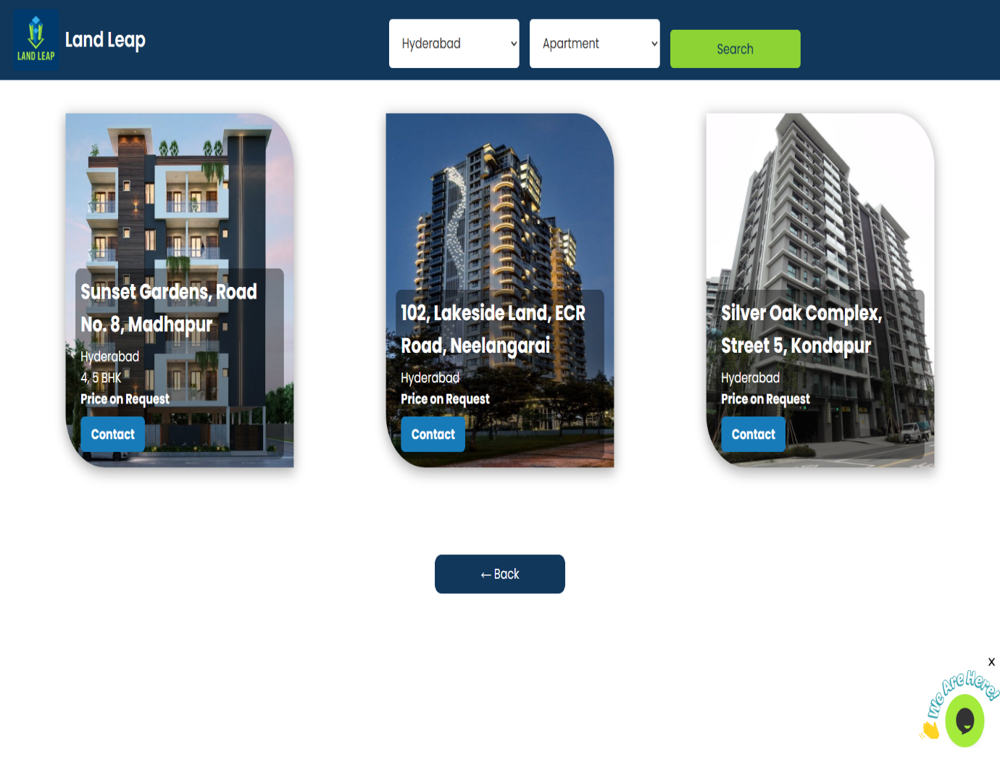 LAND LEAP
Land Leap
Hyderabad
Apartment
Search
Sunset Gardens, Road
No. 8, Madhapur
Hyderabad
4, 5 BHK
Price on Request
Contact
102, Lakeside Land, ECR
Road, Neelangarai
Hyderabad
Price on Request
Contact
Silver Oak Complex,
Street 5, Kondapur
Hyderabad
Price on Request
Contact
← Back
x
We Are Here!